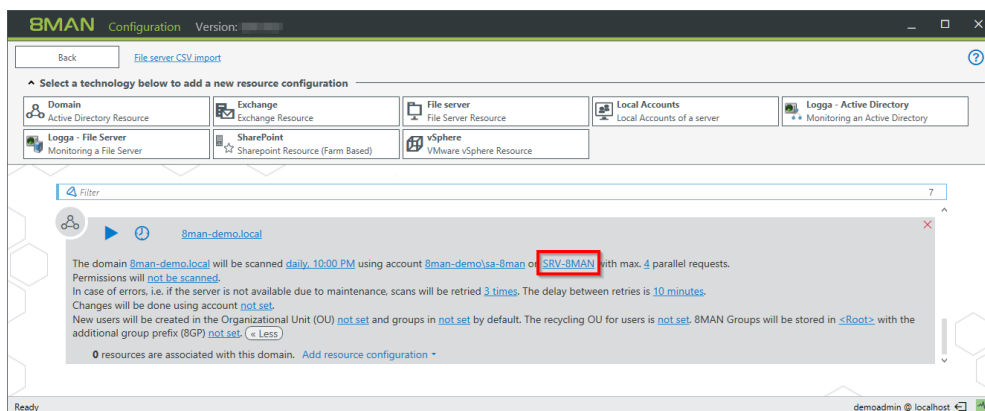 8MAN Configuration Version:
Back File server CSV import
Select a technology below to add a new resource configuration
Domain
Active Directory Resource
Exchange
Exchange Resource
File server
File Server Resource
Local Accounts
Local Accounts of a server
Logga - Active Directory
Monitoring an Active Directory
Logga - File Server
Monitoring a File Server
SharePoint
Sharepoint Resource (Farm Based)
vSphere
VMware vSphere Resource
Filter 7
8man-demo.local
The domain 8man-demo.local will be scanned daily, 10:00 PM using account 8man-demo\sa-8man on SRV-8MAN with max. 4 parallel requests.
Permissions will not be scanned.
In case of errors, i.e. if the server is not available due to maintenance, scans will be retried 3 times. The delay between retries is 10 minutes.
Changes will be done using account not set.
New users will be created in the Organizational Unit (OU) not set and groups in not set by default. The recycling OU for users is not set. 8MAN Groups will be stored in <Root> with the
additional group prefix (8GP) not set. « Less
0 resources are associated with this domain. Add resource configuration
Ready demoadmin @ localhost